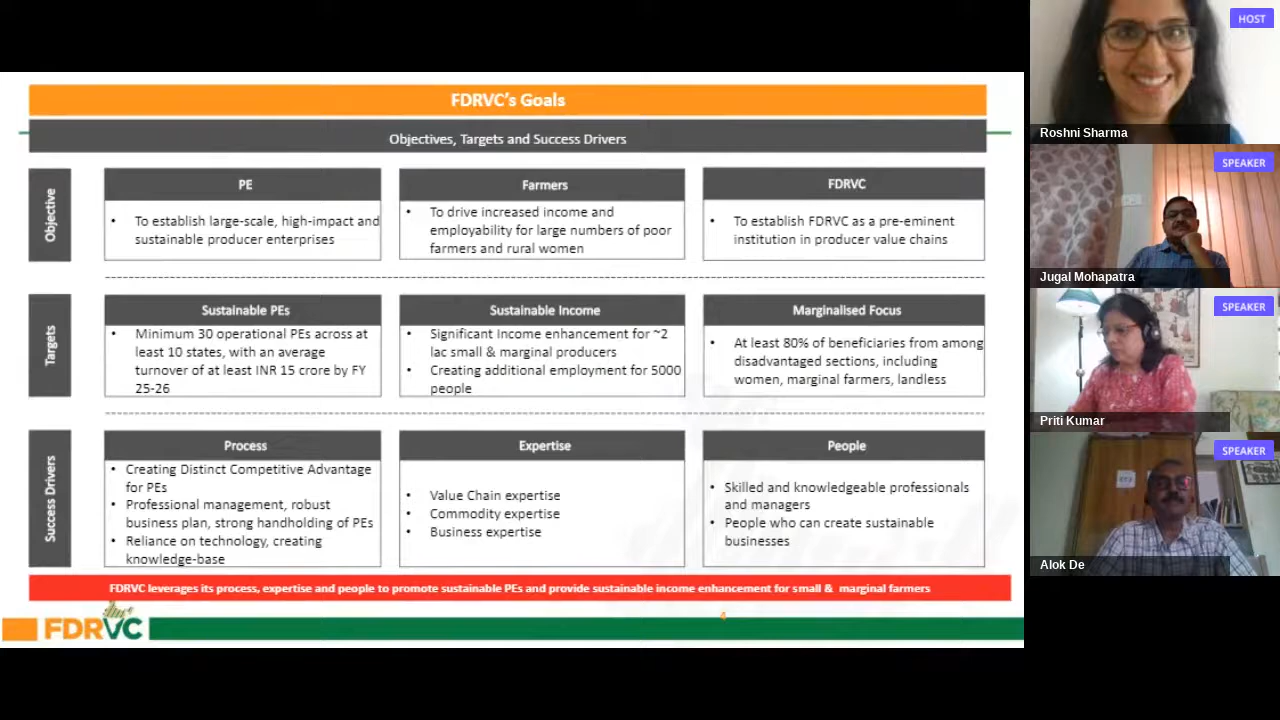 FDRVC's Goals
Objectives, Targets and Success Drivers
Objective
PE
• To establish large-scale, high-impact and
sustainable producer enterprises
Farmers
• To drive increased income and
employability for large numbers of poor
farmers and rural women
FDRVC
• To establish FDRVC as a pre-eminent
institution in producer value chains
Targets
Sustainable PEs
• Minimum 30 operational PEs across at
least 10 states, with an average
turnover of at least INR 15 crore by FY
25-26
Sustainable Income
• Significant Income enhancement for ~2
lac small & marginal producers
• Creating additional employment for 5000
people
Marginalised Focus
• At least 80% of beneficiaries from among
disadvantaged sections, including
women, marginal farmers, landless
Success Drivers
Process
• Creating Distinct Competitive Advantage
for PEs
• Professional management, robust
business plan, strong handholding of PEs
• Reliance on technology, creating
knowledge-base
Expertise
• Value Chain expertise
• Commodity expertise
• Business expertise
People
• Skilled and knowledgeable professionals
and managers
• People who can create sustainable
businesses
FDRVC leverages its process, expertise and people to promote sustainable PEs and provide sustainable income enhancement for small & marginal farmers
4
FDRVC
HOST
Roshni Sharma
SPEAKER
Jugal Mohapatra
SPEAKER
Priti Kumar
SPEAKER
Alok De